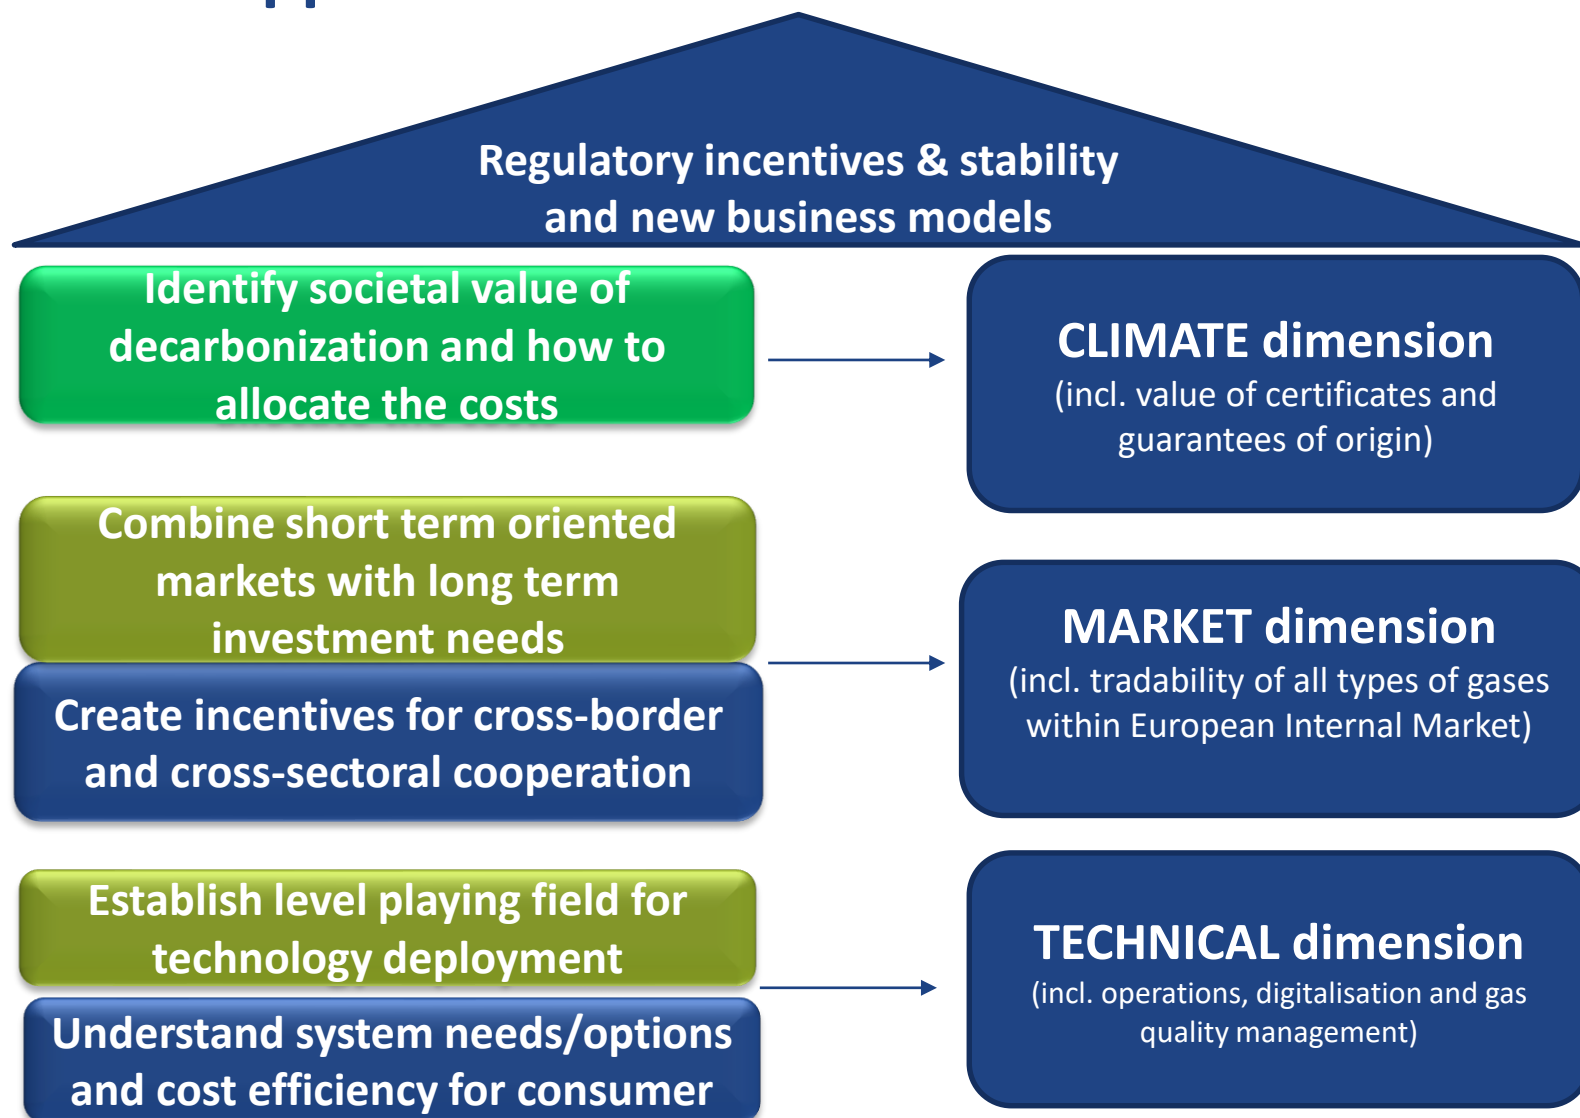 Regulatory incentives & stability
and new business models
Identify societal value of
decarbonization and how to
allocate the costs
CLIMATE dimension
(incl. value of certificates and
guarantees of origin)
Combine short term oriented
markets with long term
investment needs
Create incentives for cross-border
and cross-sectoral cooperation
MARKET dimension
(incl. tradability of all types of gases
within European Internal Market)
Establish level playing field for
technology deployment
Understand system needs/options
and cost efficiency for consumer
TECHNICAL dimension
(incl. operations, digitalisation and gas
quality management)